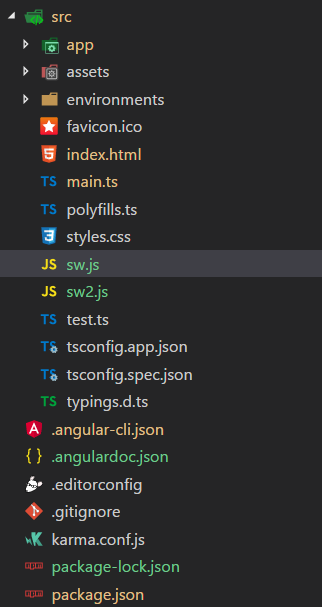 src
app
assets
environments
favicon.ico
index.html
TS main.ts
TS polyfills.ts
styles.css
JS sw.js
JS sw2.js
TS test.ts
TS tsconfig.app.json
TS tsconfig.spec.json
TS typings.d.ts
.angular-cli.json
.angulardoc.json
.editorconfig
.gitignore
karma.conf.js
package-lock.json
package.json